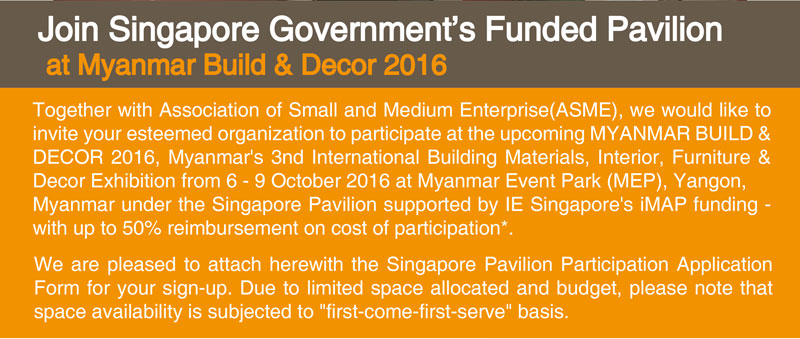 Join Singapore Government’s Funded Pavilion
at Myanmar Build & Decor 2016
Together with Association of Small and Medium Enterprise(ASME), we would like to
invite your esteemed organization to participate at the upcoming MYANMAR BUILD &
DECOR 2016, Myanmar's 3nd International Building Materials, Interior, Furniture &
Decor Exhibition from 6 - 9 October 2016 at Myanmar Event Park (MEP), Yangon,
Myanmar under the Singapore Pavilion supported by IE Singapore's iMAP funding -
with up to 50% reimbursement on cost of participation*.
We are pleased to attach herewith the Singapore Pavilion Participation Application
Form for your sign-up. Due to limited space allocated and budget, please note that
space availability is subjected to "first-come-first-serve" basis.